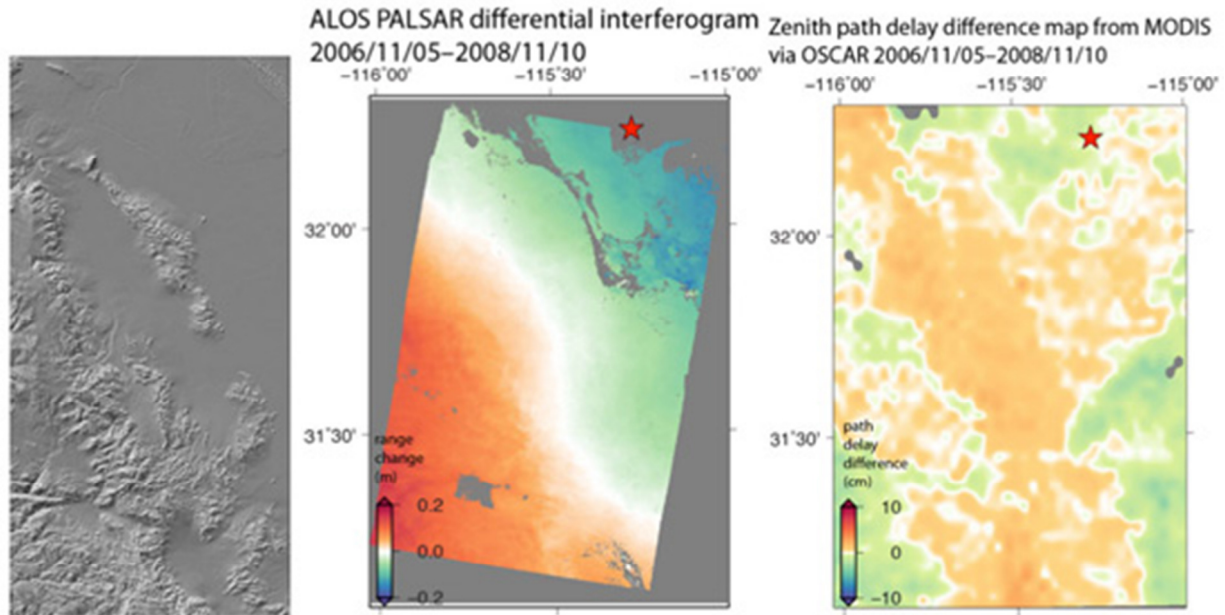 ALOS PALSAR differential interferogram
2006/11/05–2008/11/10
−116˚00' −115˚30' −115˚00'
32˚00'
31˚30'
range
change
(m)
0.2
0.0
−0.2
Zenith path delay difference map from MODIS
via OSCAR 2006/11/05–2008/11/10
−116˚00' −115˚30' −115˚00'
32˚00'
31˚30'
path
delay
difference
(cm)
10
0
−10